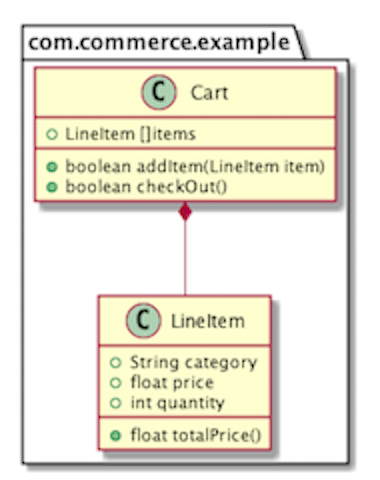 com.commerce.example
C Cart
LineItem []items
boolean addItem(LineItem item)
boolean checkOut()
C LineItem
String category
float price
int quantity
float totalPrice()